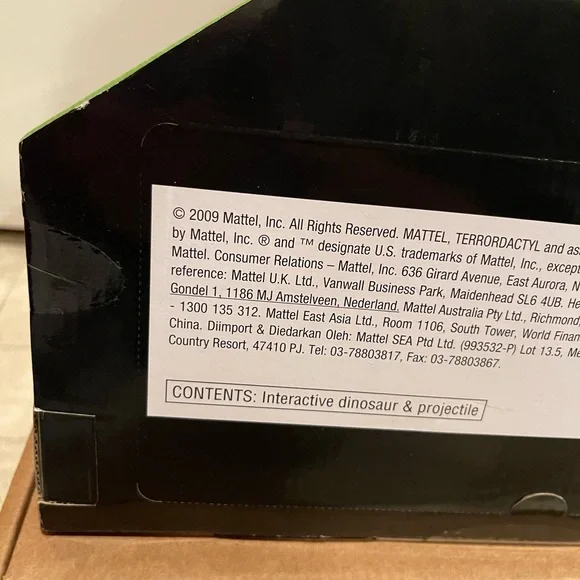 © 2009 Mattel, Inc. All Rights Reserved. MATTEL, TERRORDACTYL and
by Mattel, Inc. ® and ™ designate U.S. trademarks of Mattel, Inc., except
Mattel. Consumer Relations – Mattel, Inc. 636 Girard Avenue, East Aurora,
reference: Mattel U.K. Ltd., Vanwall Business Park, Maidenhead SL6 4UB.
Gondel 1, 1186 MJ Amstelveen, Nederland. Mattel Australia Pty Ltd., Richmond,
- 1300 135 312. Mattel East Asia Ltd., Room 1106, South Tower, World
China. Diimport & Diedarkan Oleh: Mattel SEA Ptd Ltd. (993532-P) Lot 13.5,
Country Resort, 47410 PJ. Tel: 03-78803817, Fax: 03-78803867.
CONTENTS: Interactive dinosaur & projectile